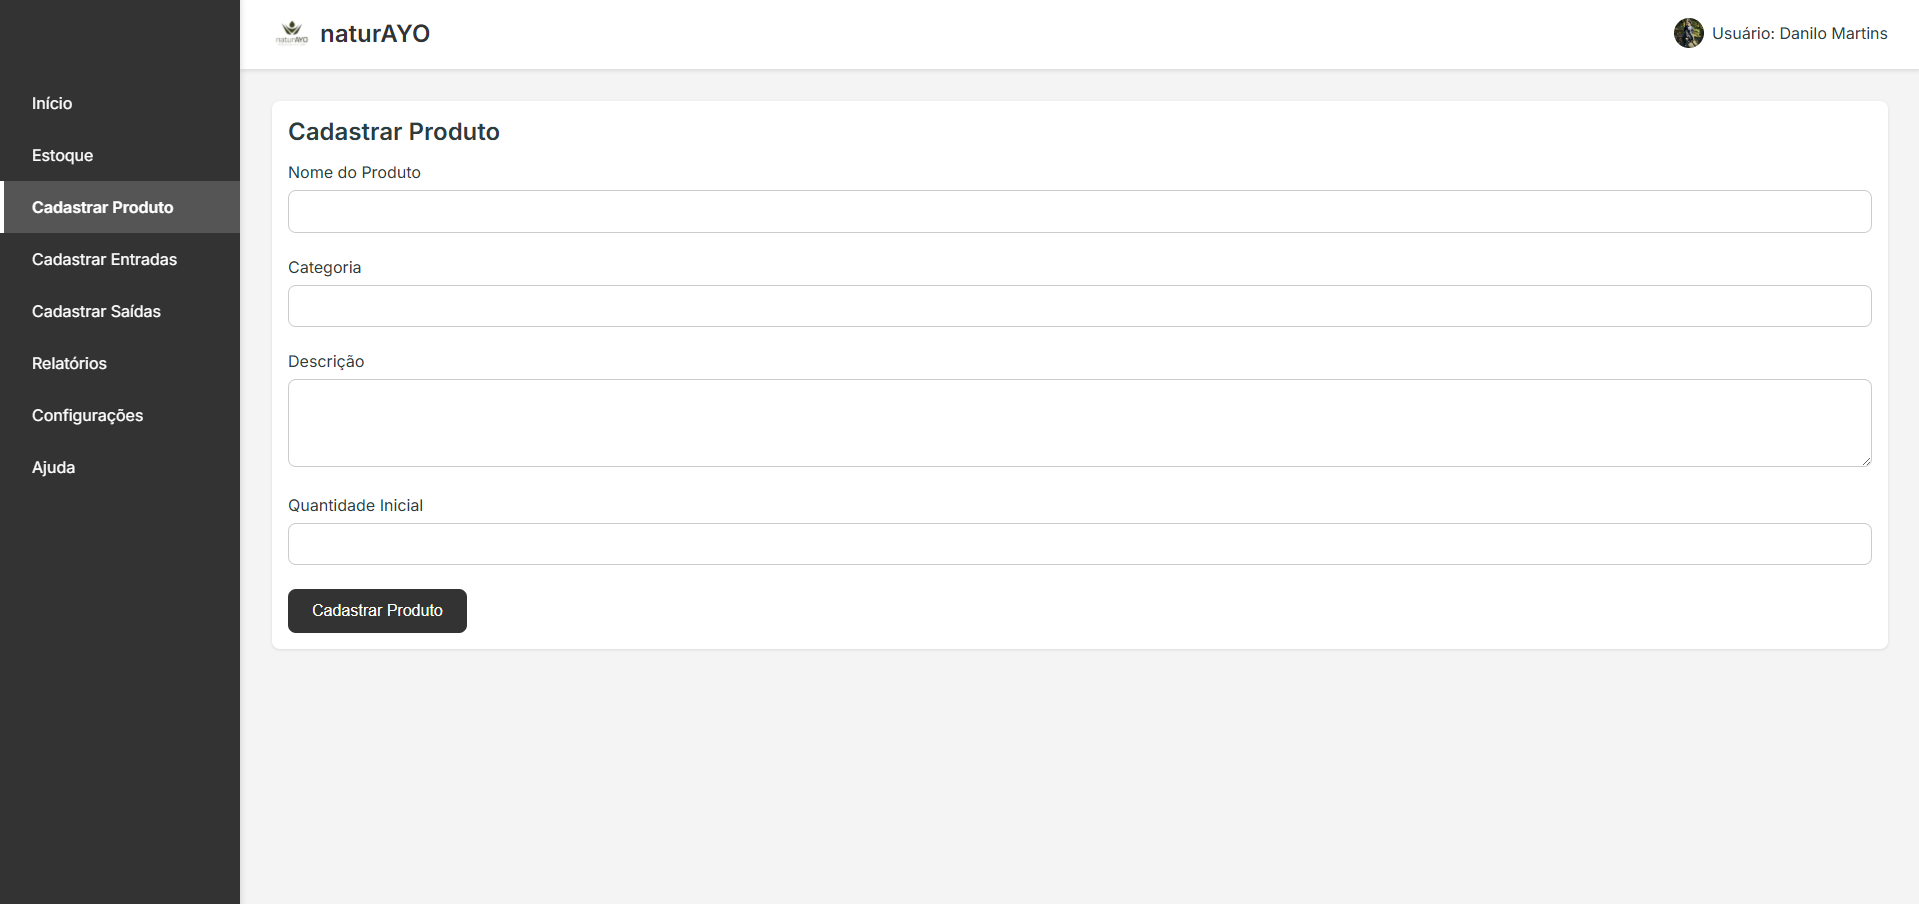 naturAYO
naturAYO
Usuário: Danilo Martins
Início
Estoque
Cadastrar Produto
Cadastrar Entradas
Cadastrar Saídas
Relatórios
Configurações
Ajuda
Cadastrar Produto
Nome do Produto
Categoria
Descrição
Quantidade Inicial
Cadastrar Produto